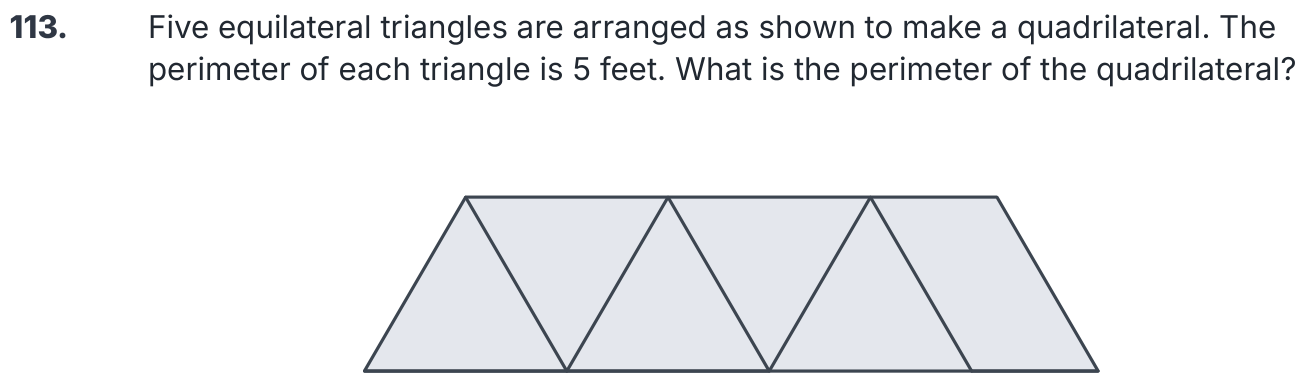 113. Five equilateral triangles are arranged as shown to make a quadrilateral. The
perimeter of each triangle is 5 feet. What is the perimeter of the quadrilateral?